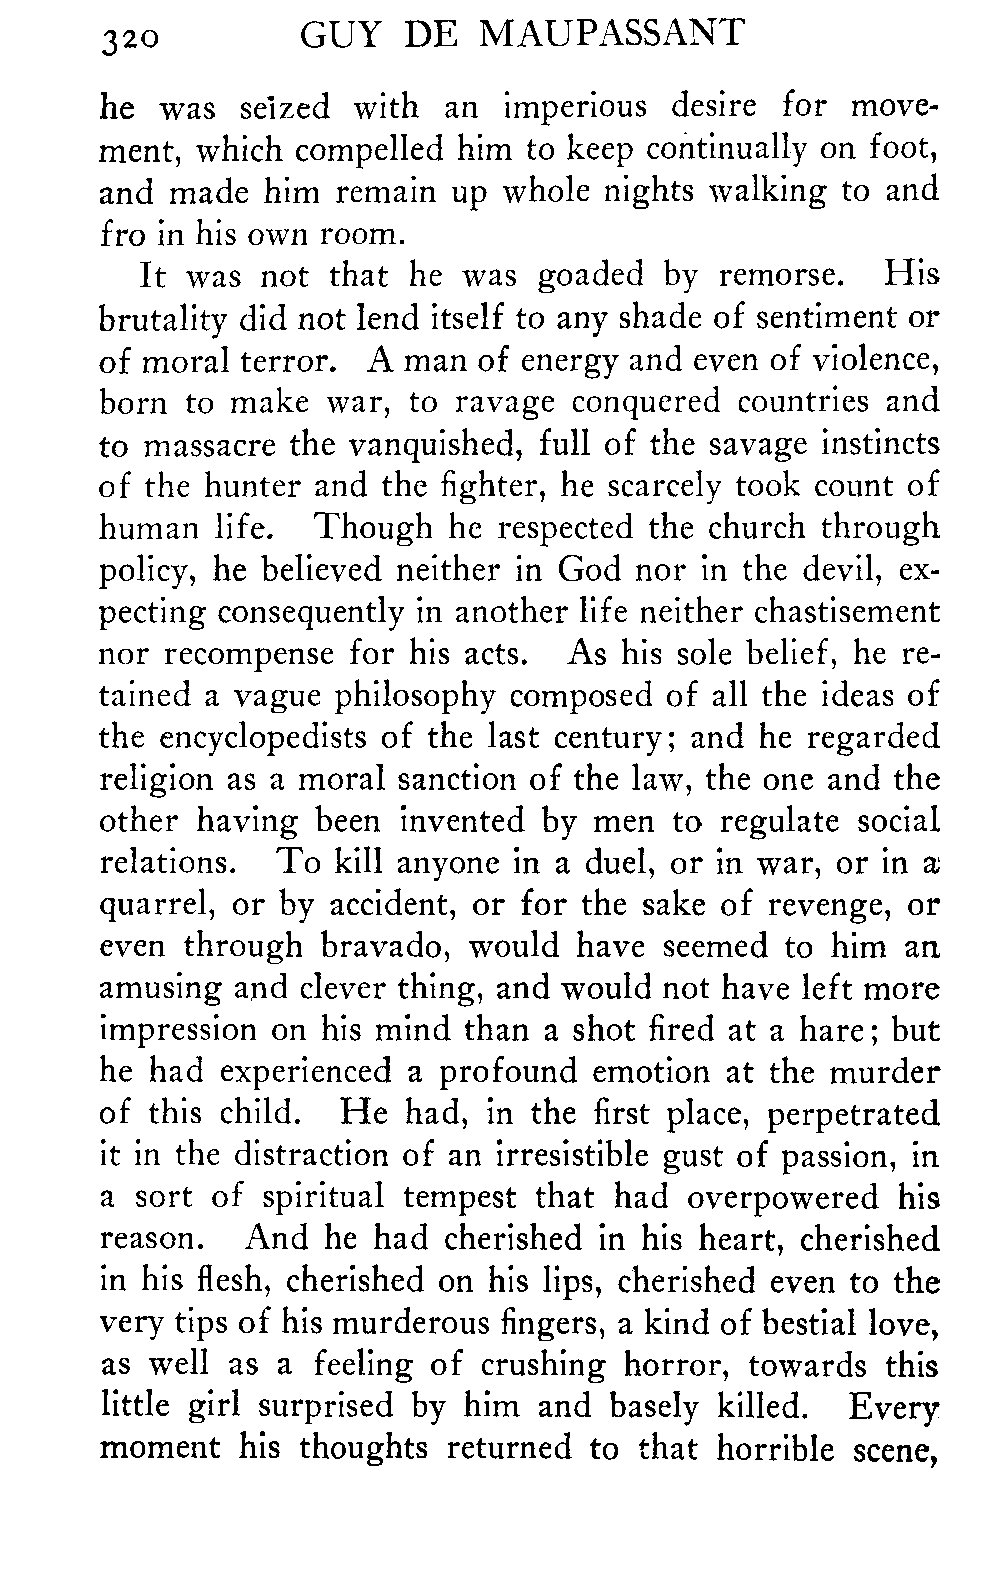 320 GUY DE MAUPASSANT
he was seized with an imperious desire for move-
ment, which compelled him to keep continually on foot,
and made him remain up whole nights walking to and
fro in his own room.
It was not that he was goaded by remorse. His
brutality did not lend itself to any shade of sentiment or
of moral terror. A man of energy and even of violence,
born to make war, to ravage conquered countries and
to massacre the vanquished, full of the savage instincts
of the hunter and the fighter, he scarcely took count of
human life. Though he respected the church through
policy, he believed neither in God nor in the devil, ex-
pecting consequently in another life neither chastisement
nor recompense for his acts. As his sole belief, he re-
tained a vague philosophy composed of all the ideas of
the encyclopedists of the last century; and he regarded
religion as a moral sanction of the law, the one and the
other having been invented by men to regulate social
relations. To kill anyone in a duel, or in war, or in a
quarrel, or by accident, or for the sake of revenge, or
even through bravado, would have seemed to him an
amusing and clever thing, and would not have left more
impression on his mind than a shot fired at a hare; but
he had experienced a profound emotion at the murder
of this child. He had, in the first place, perpetrated
it in the distraction of an irresistible gust of passion, in
a sort of spiritual tempest that had overpowered his
reason. And he had cherished in his heart, cherished
in his flesh, cherished on his lips, cherished even to the
very tips of his murderous fingers, a kind of bestial love,
as well as a feeling of crushing horror, towards this
little girl surprised by him and basely killed. Every
moment his thoughts returned to that horrible scene,